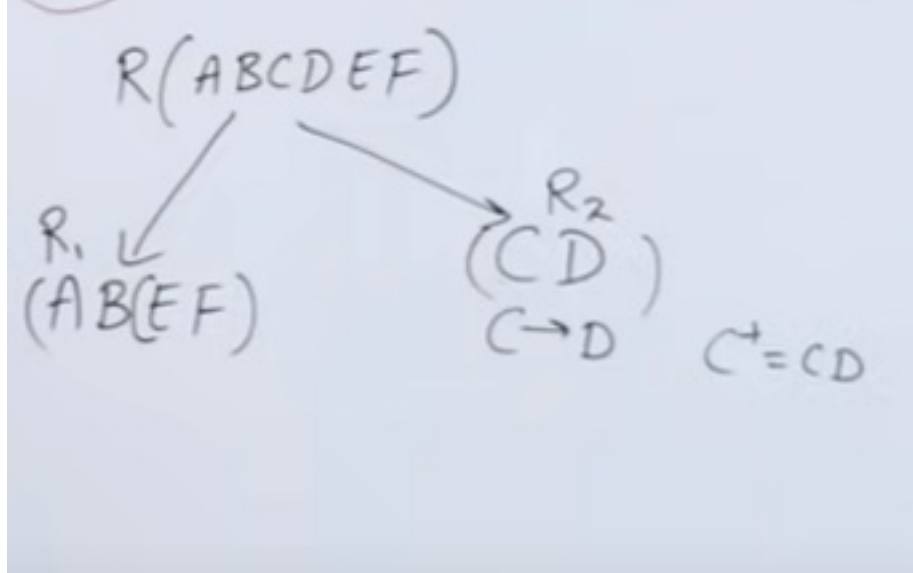 R(ABCDEF)
R₁
R₂
(ABCEF)
(CD)
C→D
C⁺=CD